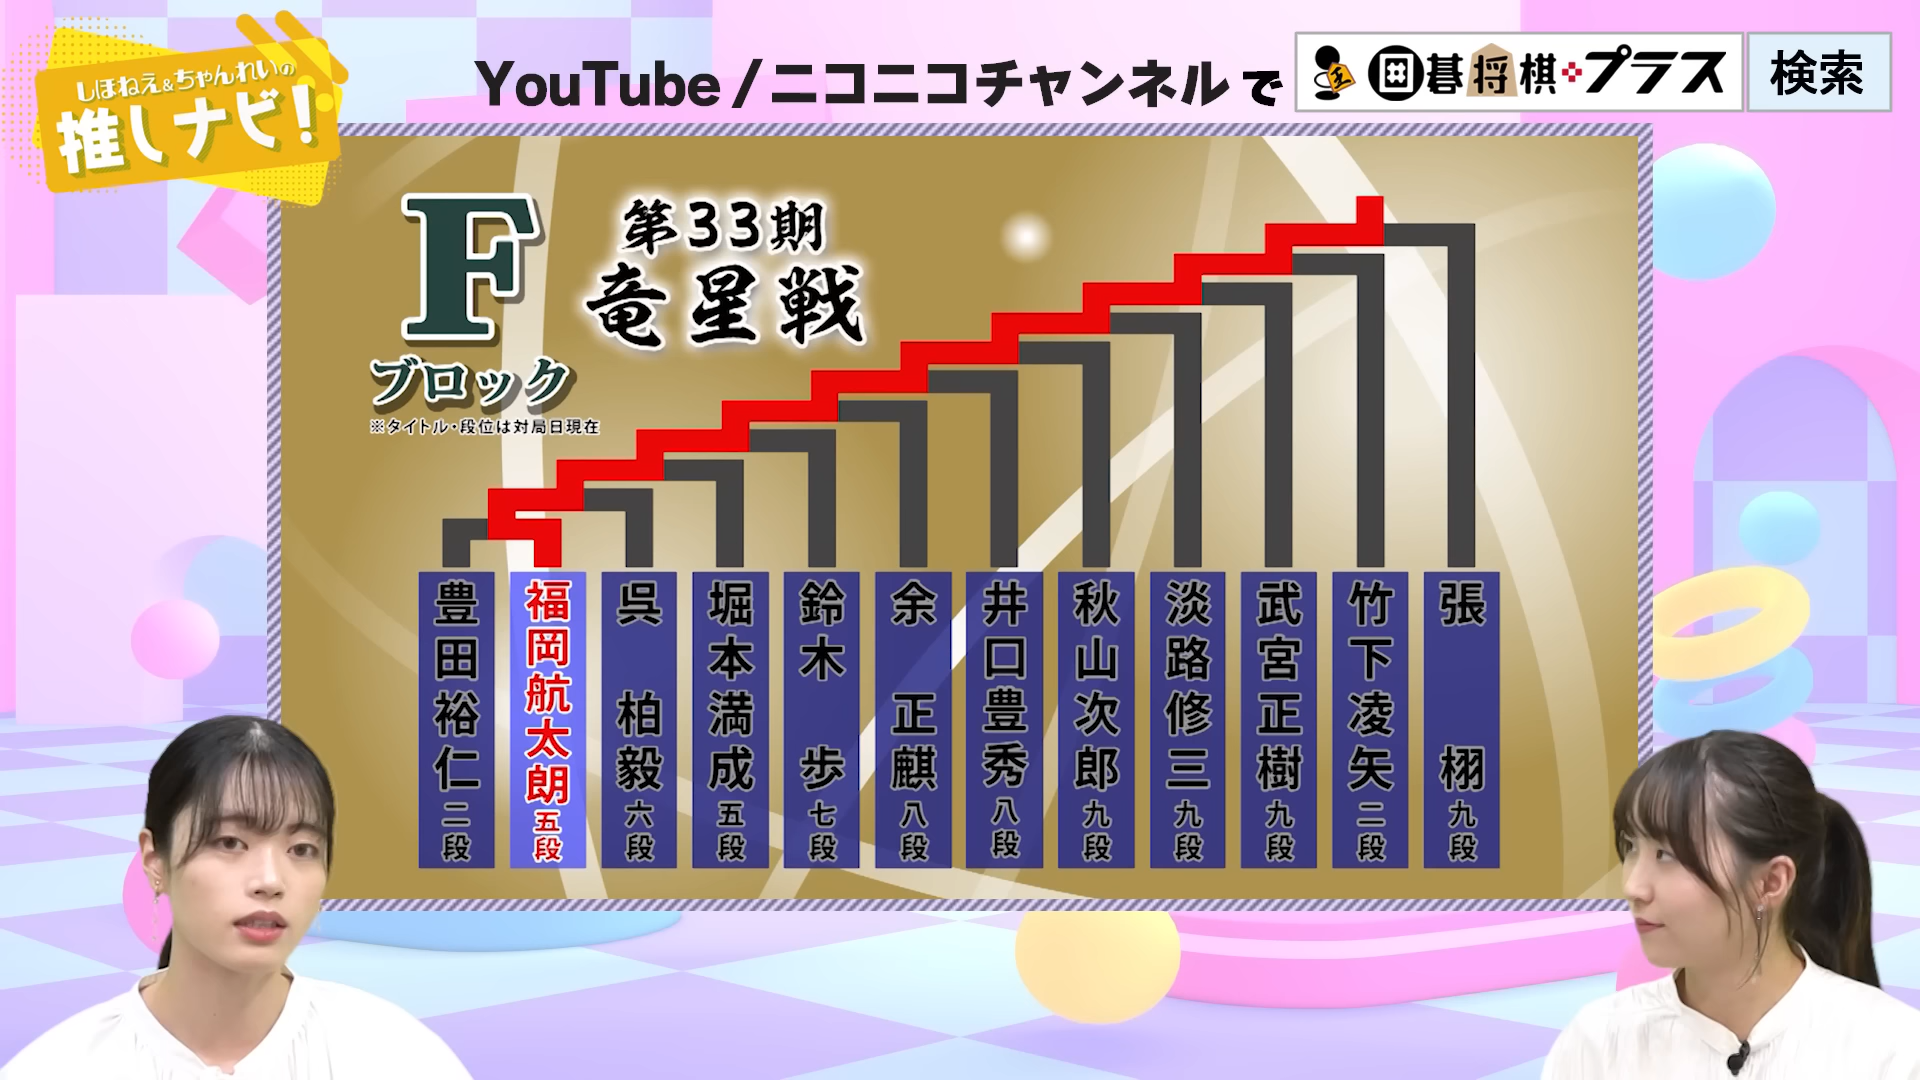 しほねえ&ちゃんれいの
推しナビ！
YouTube/ニコニコチャンネルで
囲碁将棋プラス
検索
F
ブロック
※タイトル・段位は対局日現在
第33期
竜星戦
豊田裕仁二段
福岡航太朗五段
呉柏毅六段
堀本満成五段
鈴木歩七段
余正麒八段
井口豊秀八段
秋山次郎九段
淡路修三九段
武宮正樹九段
竹下凌矢二段
張栩九段